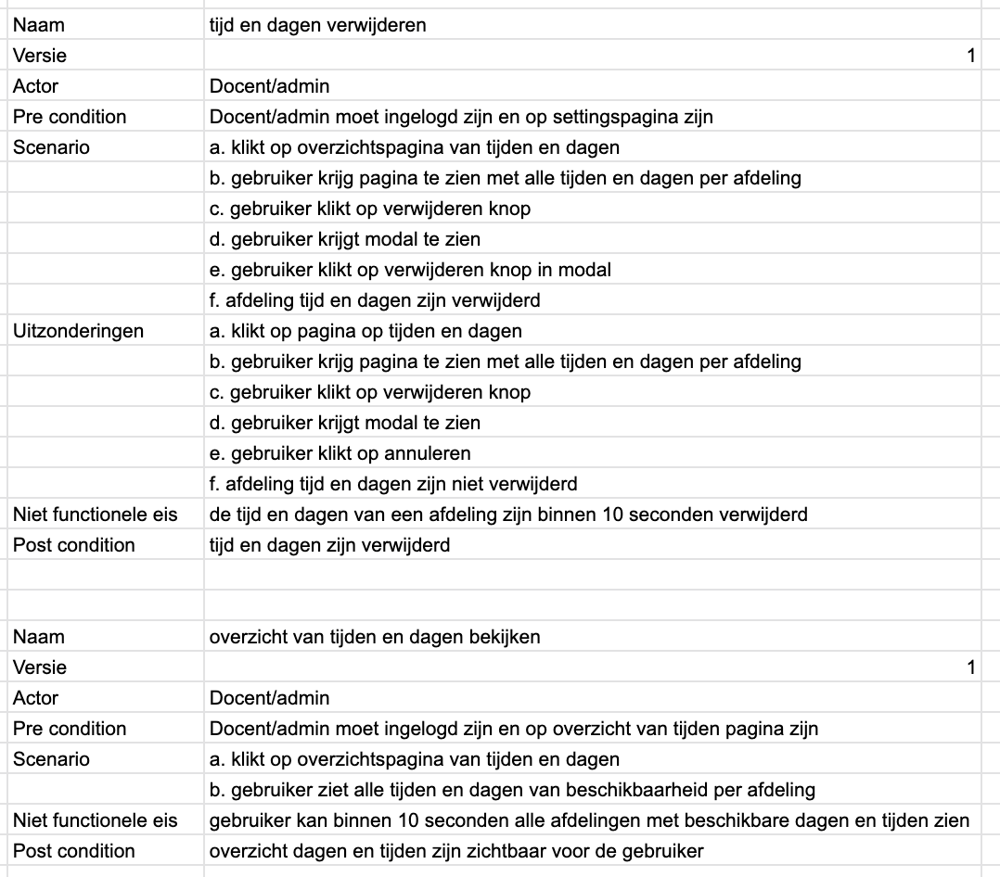 Naam tijd en dagen verwijderen
Versie 1
Actor Docent/admin
Pre condition Docent/admin moet ingelogd zijn en op settingspagina zijn
Scenario a. klikt op overzichtspagina van tijden en dagen
b. gebruiker krijg pagina te zien met alle tijden en dagen per afdeling
c. gebruiker klikt op verwijderen knop
d. gebruiker krijgt modal te zien
e. gebruiker klikt op verwijderen knop in modal
f. afdeling tijd en dagen zijn verwijderd
Uitzonderingen a. klikt op pagina op tijden en dagen
b. gebruiker krijg pagina te zien met alle tijden en dagen per afdeling
c. gebruiker klikt op verwijderen knop
d. gebruiker krijgt modal te zien
e. gebruiker klikt op annuleren
f. afdeling tijd en dagen zijn niet verwijderd
Niet functionele eis de tijd en dagen van een afdeling zijn binnen 10 seconden verwijderd
Post condition tijd en dagen zijn verwijderd
Naam overzicht van tijden en dagen bekijken
Versie 1
Actor Docent/admin
Pre condition Docent/admin moet ingelogd zijn en op overzicht van tijden pagina zijn
Scenario a. klikt op overzichtspagina van tijden en dagen
b. gebruiker ziet alle tijden en dagen van beschikbaarheid per afdeling
Niet functionele eis gebruiker kan binnen 10 seconden alle afdelingen met beschikbare dagen en tijden zien
Post condition overzicht dagen en tijden zijn zichtbaar voor de gebruiker